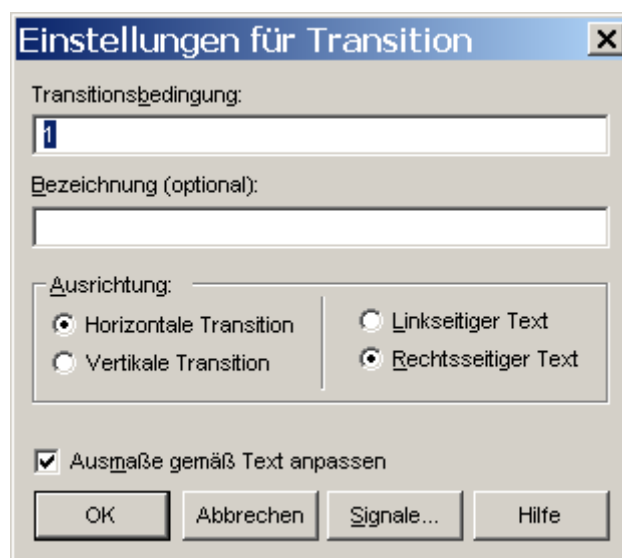 Einstellungen für Transition
Transitionsbedingung:
1
Bezeichnung (optional):
Ausrichtung:
Horizontale Transition
Linkseitiger Text
Vertikale Transition
Rechtsseitiger Text
Ausmaße gemäß Text anpassen
OK Abbrechen Signale... Hilfe